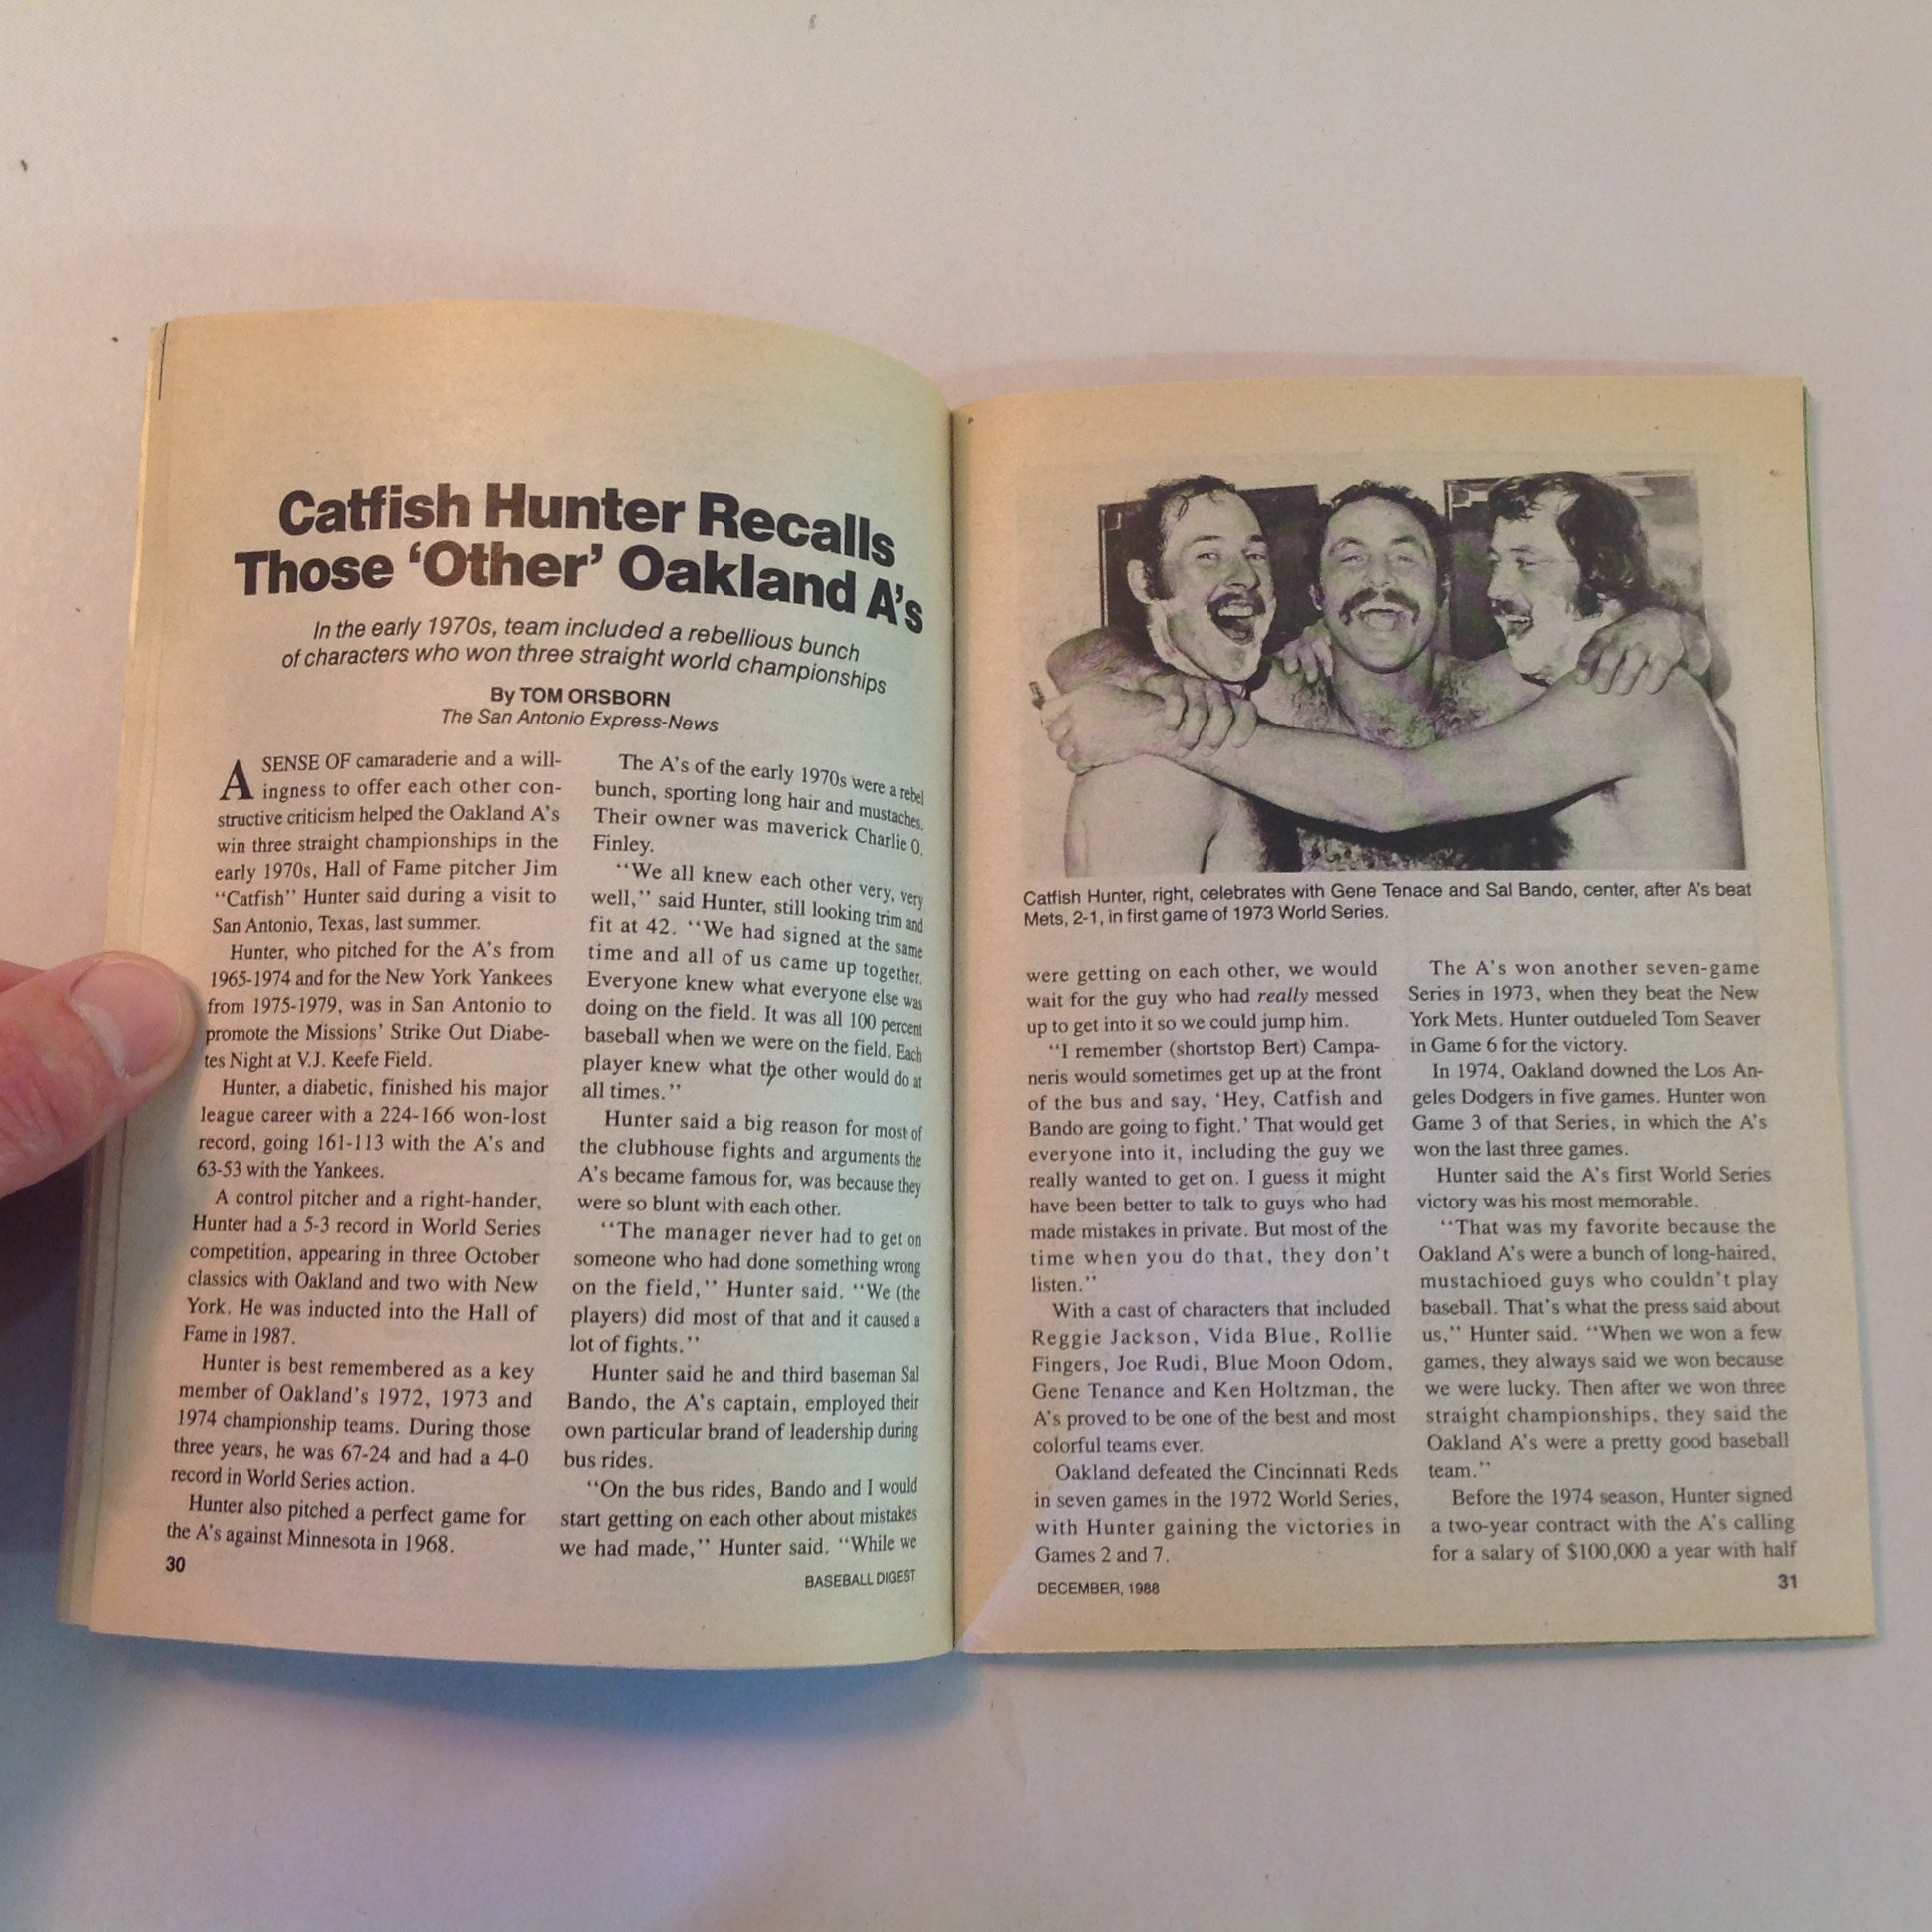 Catfish Hunter Recalls
Those ‘Other’ Oakland A’s
In the early 1970s, team included a rebellious bunch
of characters who won three straight world championships
By TOM ORSBORN
The San Antonio Express-News
A SENSE OF camaraderie and a will-
ingness to offer each other con-
structive criticism helped the Oakland A’s
win three straight championships in the
early 1970s, Hall of Fame pitcher Jim
‘‘Catfish’’ Hunter said during a visit to
San Antonio, Texas, last summer.
Hunter, who pitched for the A’s from
1965-1974 and for the New York Yankees
from 1975-1979, was in San Antonio to
promote the Missions’ Strike Out Diabe-
tes Night at V.J. Keefe Field.
Hunter, a diabetic, finished his major
league career with a 224-166 won-lost
record, going 161-113 with the A’s and
63-53 with the Yankees.
A control pitcher and a right-hander,
Hunter had a 5-3 record in World Series
competition, appearing in three October
classics with Oakland and two with New
York. He was inducted into the Hall of
Fame in 1987.
Hunter is best remembered as a key
member of Oakland’s 1972, 1973 and
1974 championship teams. During those
three years, he was 67-24 and had a 4-0
record in World Series action.
Hunter also pitched a perfect game for
the A’s against Minnesota in 1968.
30
The A’s of the early 1970s were a rebel
bunch, sporting long hair and mustaches.
Their owner was maverick Charlie O.
Finley.
‘‘We all knew each other very, very
well,’’ said Hunter, still looking trim and
fit at 42. ‘‘We had signed at the same
time and all of us came up together.
Everyone knew what everyone else was
doing on the field. It was all 100 percent
baseball when we were on the field. Each
player knew what the other would do at
all times.’’
Hunter said a big reason for most of
the clubhouse fights and arguments the
A’s became famous for, was because they
were so blunt with each other.
‘‘The manager never had to get on
someone who had done something wrong
on the field,’’ Hunter said. ‘‘We (the
players) did most of that and it caused a
lot of fights.’’
Hunter said he and third baseman Sal
Bando, the A’s captain, employed their
own particular brand of leadership during
bus rides.
‘‘On the bus rides, Bando and I would
start getting on each other about mistakes
we had made,’’ Hunter said. ‘‘While we
BASEBALL DIGEST
Catfish Hunter, right, celebrates with Gene Tenace and Sal Bando, center, after A’s beat
Mets, 2-1, in first game of 1973 World Series.
were getting on each other, we would
wait for the guy who had really messed
up to get into it so we could jump him.
‘‘I remember (shortstop Bert) Campa-
neris would sometimes get up at the front
of the bus and say, ‘Hey, Catfish and
Bando are going to fight.’ That would get
everyone into it, including the guy we
really wanted to get on. I guess it might
have been better to talk to guys who had
made mistakes in private. But most of the
time when you do that, they don’t
listen.’’
With a cast of characters that included
Reggie Jackson, Vida Blue, Rollie
Fingers, Joe Rudi, Blue Moon Odom,
Gene Tenance and Ken Holtzman, the
A’s proved to be one of the best and most
colorful teams ever.
Oakland defeated the Cincinnati Reds
in seven games in the 1972 World Series,
with Hunter gaining the victories in
Games 2 and 7.
DECEMBER, 1988
The A’s won another seven-game
Series in 1973, when they beat the New
York Mets. Hunter outdueled Tom Seaver
in Game 6 for the victory.
In 1974, Oakland downed the Los An-
geles Dodgers in five games. Hunter won
Game 3 of that Series, in which the A’s
won the last three games.
Hunter said the A’s first World Series
victory was his most memorable.
‘‘That was my favorite because the
Oakland A’s were a bunch of long-haired,
mustachioed guys who couldn’t play
baseball. That’s what the press said about
us,’’ Hunter said. ‘‘When we won a few
games, they always said we won because
we were lucky. Then after we won three
straight championships, they said the
Oakland A’s were a pretty good baseball
team.’’
Before the 1974 season, Hunter signed
a two-year contract with the A’s calling
for a salary of $100,000 a year with half
31